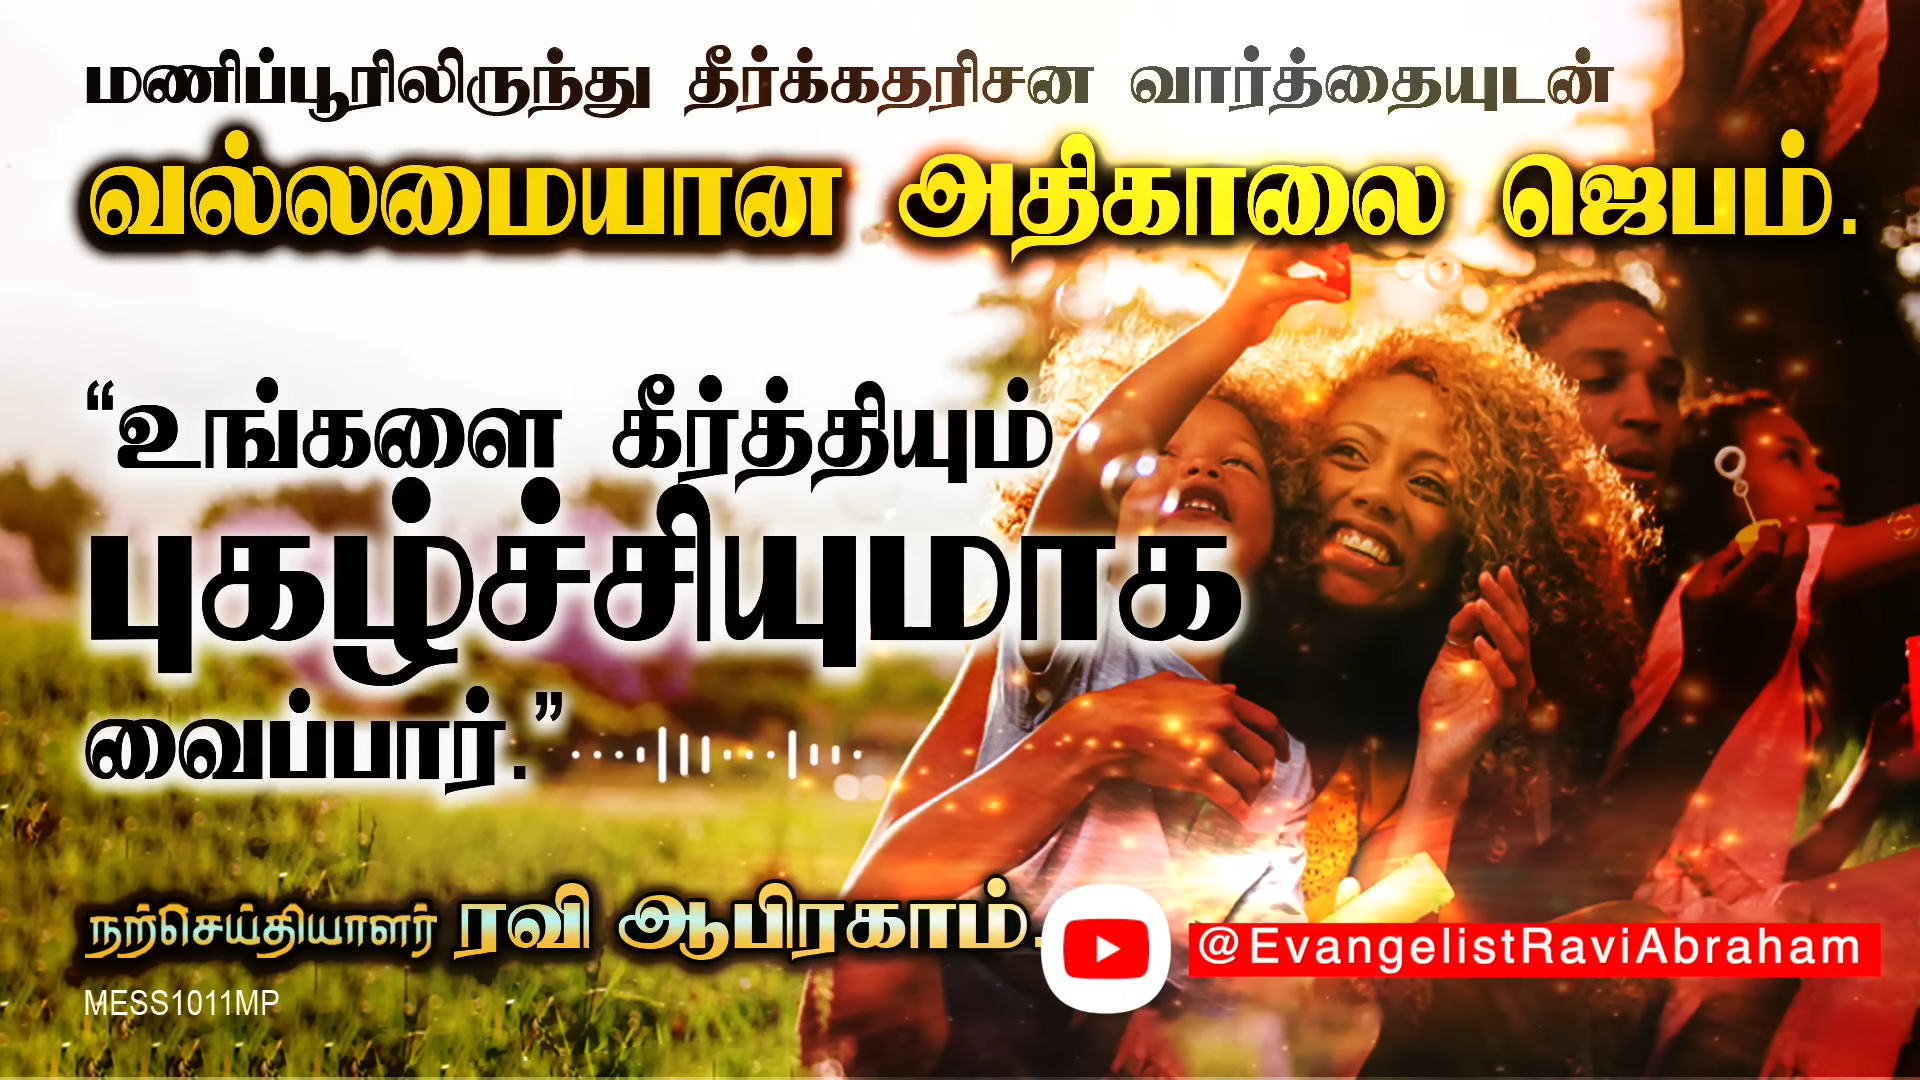 மணிப்பூரிலிருந்து தீர்க்கதரிசன வார்த்தையுடன்
வல்லமையான அதிகாலை ஜெபம்.
“உங்களை கீர்த்தியும்
புகழ்ச்சியுமாக
வைப்பார்.”
நற்செய்தியாளர் ரவி ஆபிரகாம்.
@EvangelistRaviAbraham
MESS1011MP